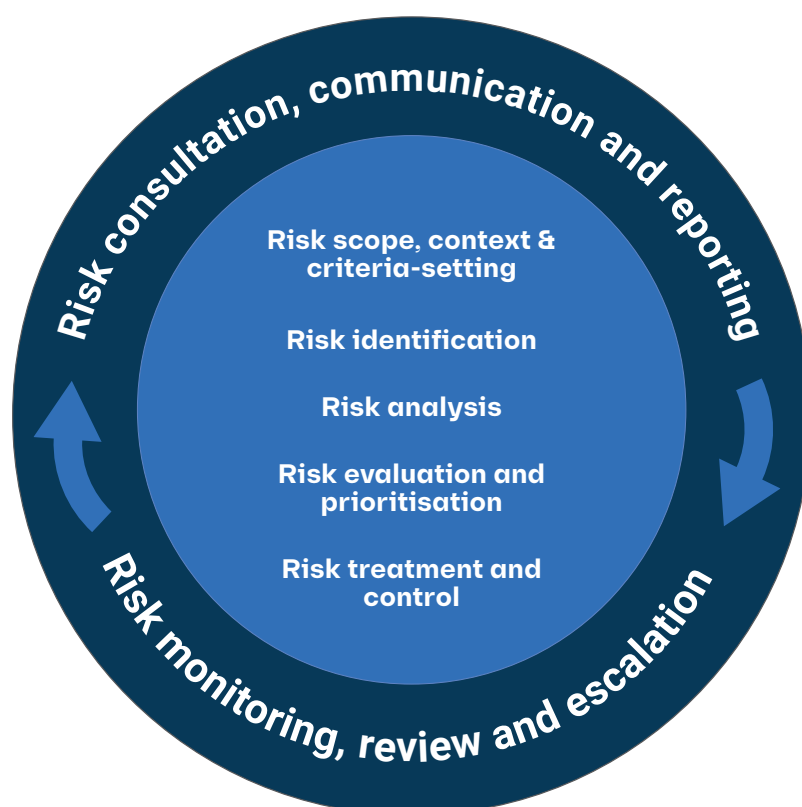 Risk consultation, communication and reporting
Risk scope, context &
criteria-setting
Risk identification
Risk analysis
Risk evaluation and
prioritisation
Risk treatment and
control
Risk monitoring, review and escalation